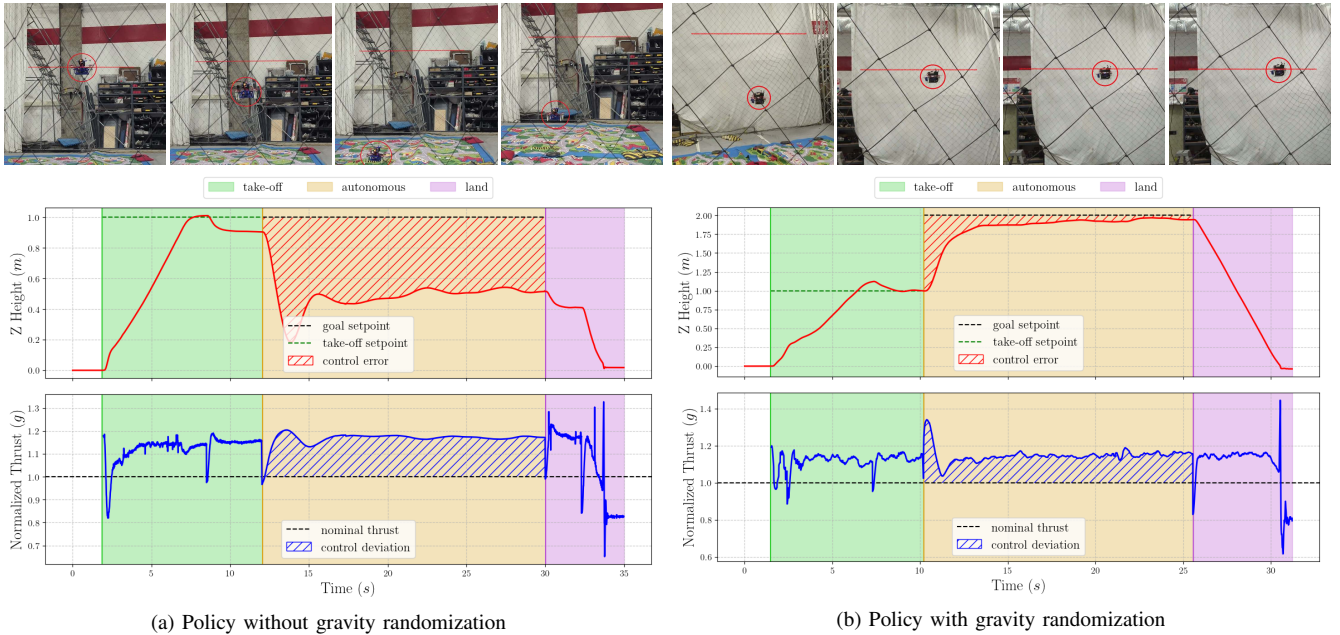 take-off autonomous land
Z Height (m)
1.0
0.8
0.6
0.4
0.2
0.0
goal setpoint
take-off setpoint
control error
Normalized Thrust (g)
1.3
1.2
1.1
1.0
0.9
0.8
0.7
nominal thrust
control deviation
0 5 10 15 20 25 30 35
Time (s)
(a) Policy without gravity randomization
take-off autonomous land
Z Height (m)
2.00
1.75
1.50
1.25
1.00
0.75
0.50
0.25
0.00
goal setpoint
take-off setpoint
control error
Normalized Thrust (g)
1.4
1.2
1.0
0.8
0.6
nominal thrust
control deviation
0 5 10 15 20 25 30
Time (s)
(b) Policy with gravity randomization